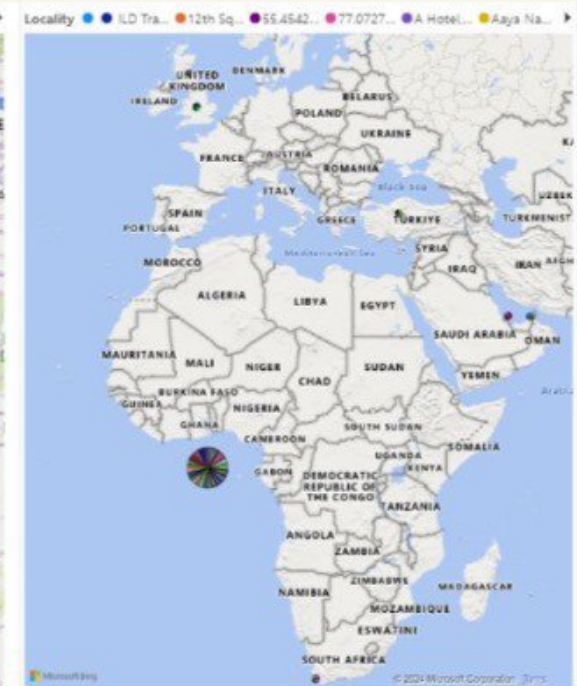 Locality ILD Tra... 12th Sq... 55.4542... 77.0727... A Hotel... Aaya Na...
UNITED KINGDOM
DENMARK
IRELAND
BELARUS
POLAND
UKRAINE
FRANCE
AUSTRIA
ROMANIA
ITALY
Black Sea
SPAIN
GREECE
TÜRKIYE
UZBEK
TURKMENIST
PORTUGAL
Mediterranean Sea
SYRIA
IRAQ
IRAN
AFGH
MOROCCO
ALGERIA
LIBYA
EGYPT
SAUDI ARABIA
OMAN
MAURITANIA
MALI
NIGER
CHAD
SUDAN
YEMEN
BURKINA FASO
GUINEA
NIGERIA
GHANA
SOUTH SUDAN
CAMEROON
SOMALIA
UGANDA
KENYA
GABON
DEMOCRATIC REPUBLIC OF THE CONGO
TANZANIA
ANGOLA
ZAMBIA
ZIMBABWE
MADAGASCAR
NAMIBIA
MOZAMBIQUE
ESWATINI
SOUTH AFRICA
Microsoft Bing
© 2024 Microsoft Corporation Terms